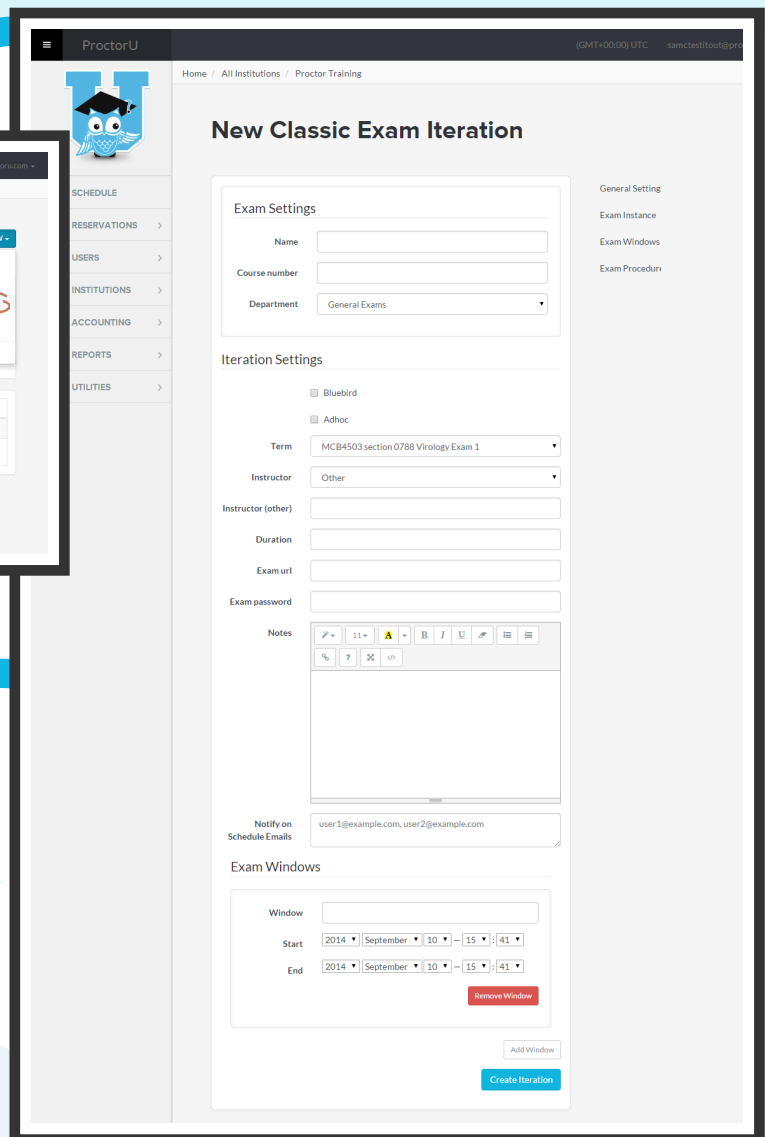 ProctorU
(GMT+00:00) UTC samctestitout@pro
Home / All Institutions / Proctor Training
New Classic Exam Iteration
SCHEDULE
RESERVATIONS
USERS
INSTITUTIONS
ACCOUNTING
REPORTS
UTILITIES
Exam Settings
Name
Course number
Department General Exams
Iteration Settings
Bluebird
Adhoc
Term MCB4503 section 0788 Virology Exam 1
Instructor Other
Instructor (other)
Duration
Exam url
Exam password
Notes
11 A B I U
? </>
Notify on
Schedule Emails
user1@example.com, user2@example.com
Exam Windows
Window
Start 2014 September 10 – 15 : 41
End 2014 September 10 – 15 : 41
Remove Window
Add Window
Create Iteration
General Setting
Exam Instance
Exam Windows
Exam Procedure